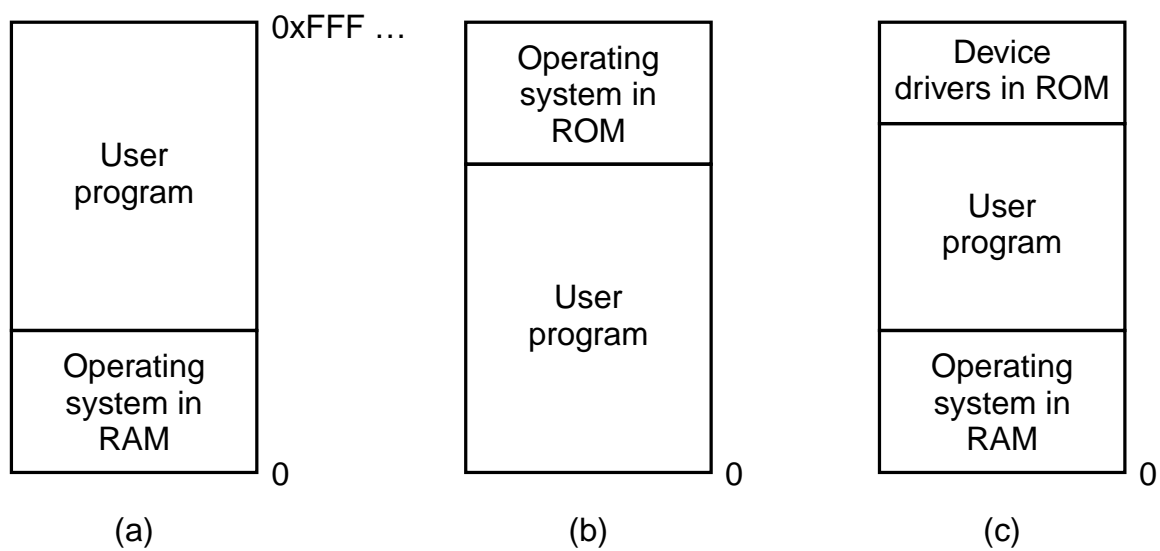 0xFFF …
User
program
Operating
system in
RAM
0
(a)
Operating
system in
ROM
User
program
0
(b)
Device
drivers in ROM
User
program
Operating
system in
RAM
0
(c)